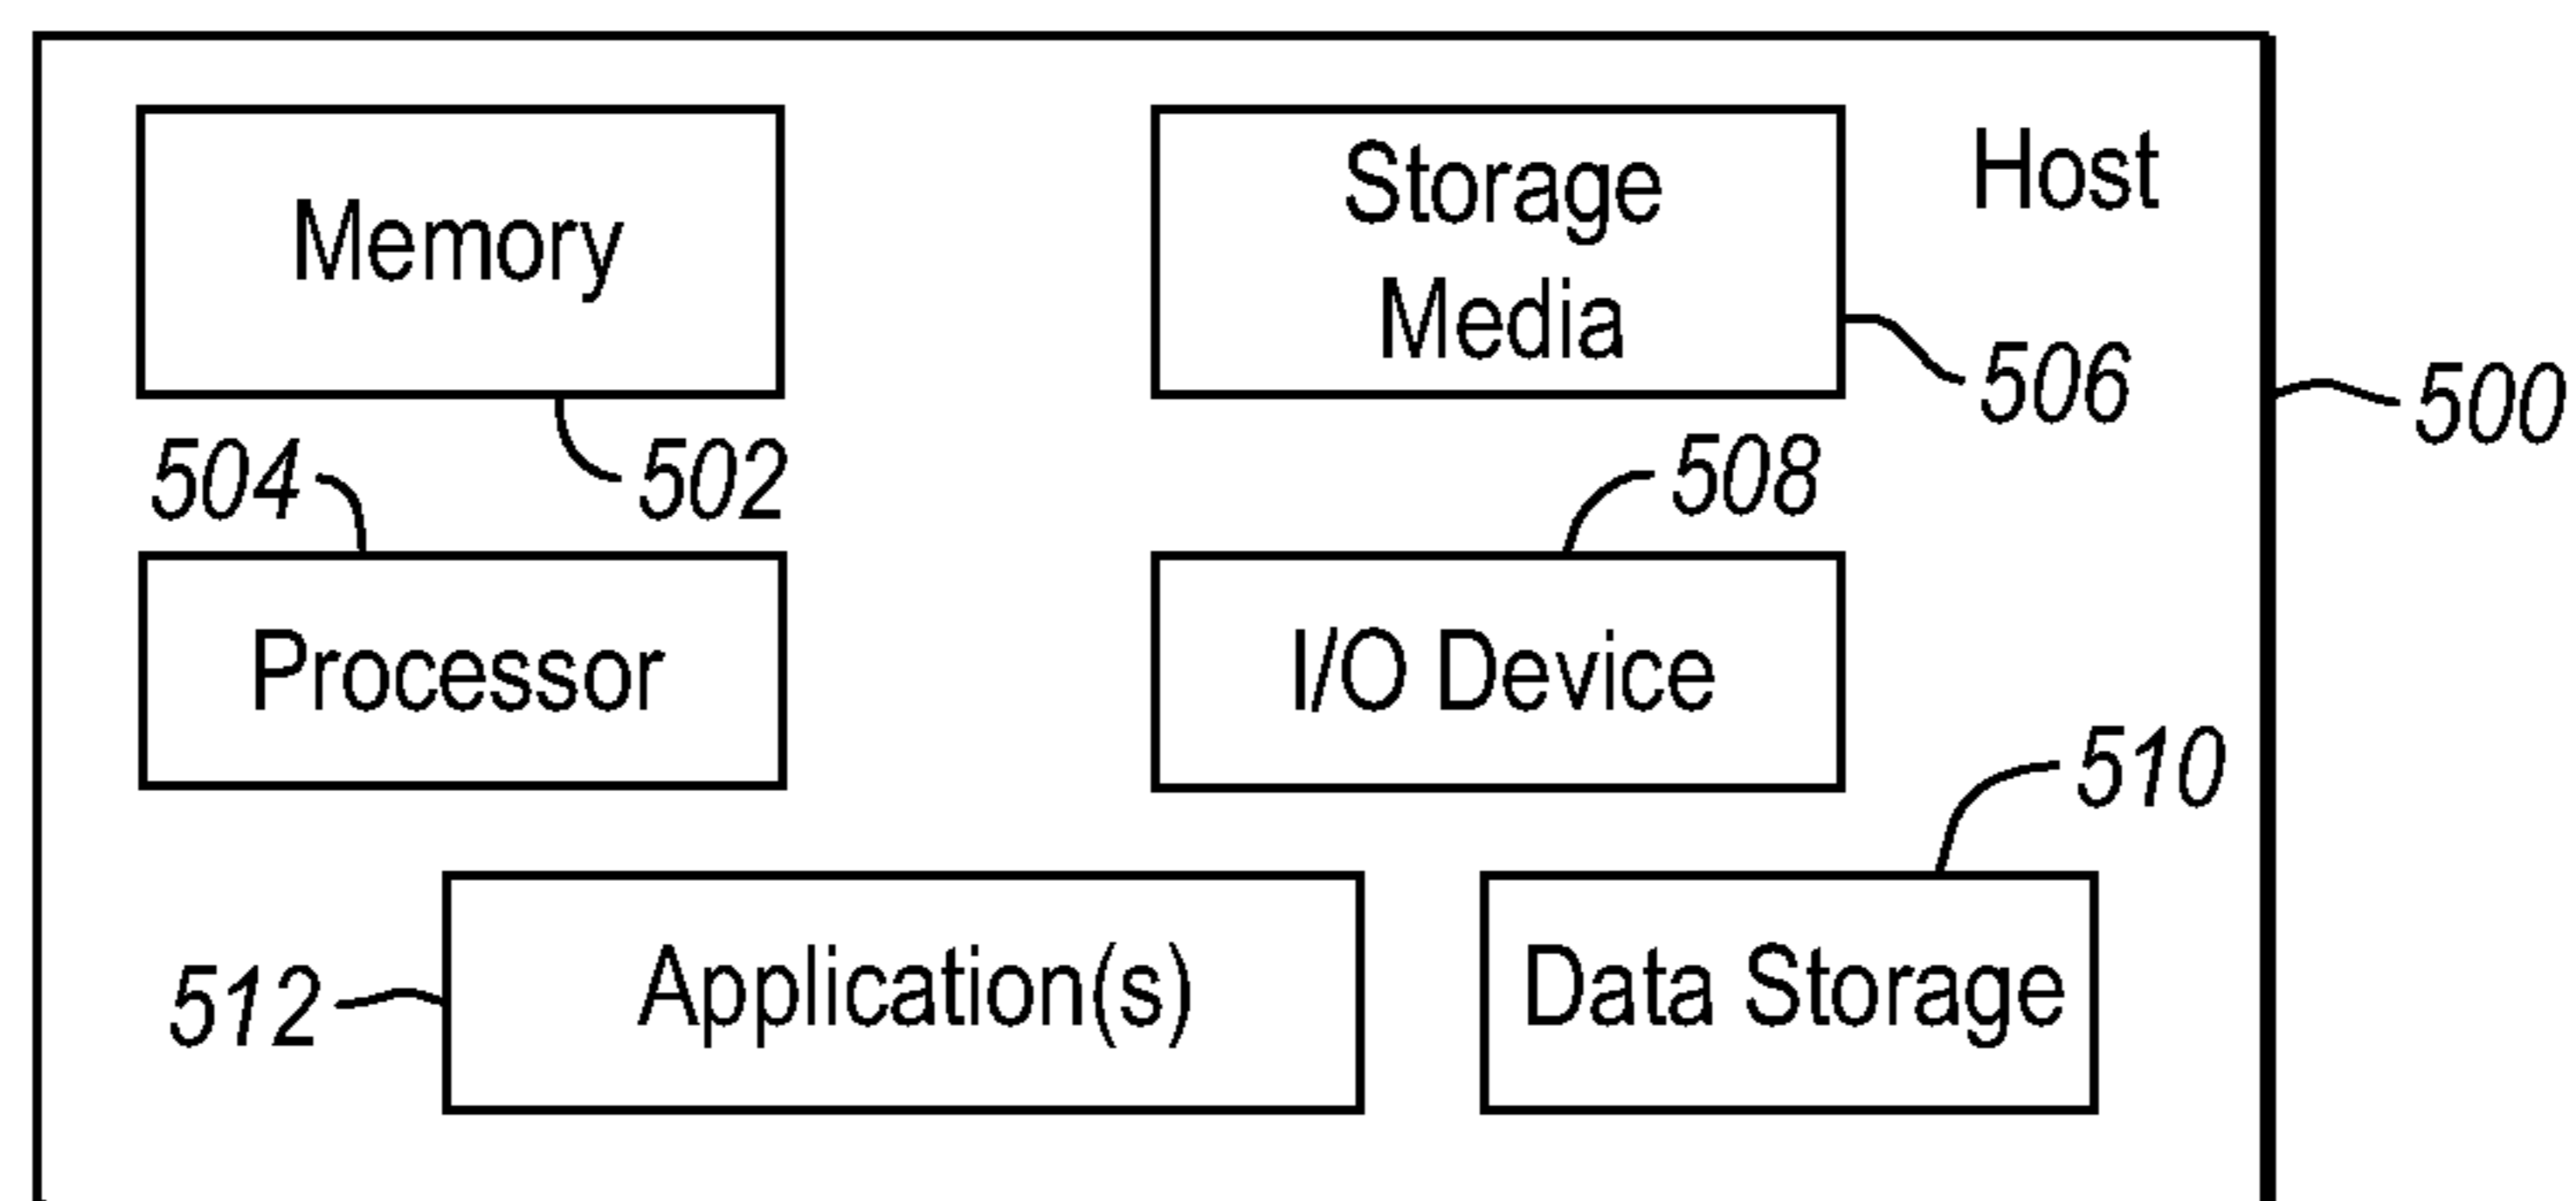 Memory
Storage
Media
Host
506
500
504
502
508
Processor
I/O Device
510
512
Application(s)
Data Storage